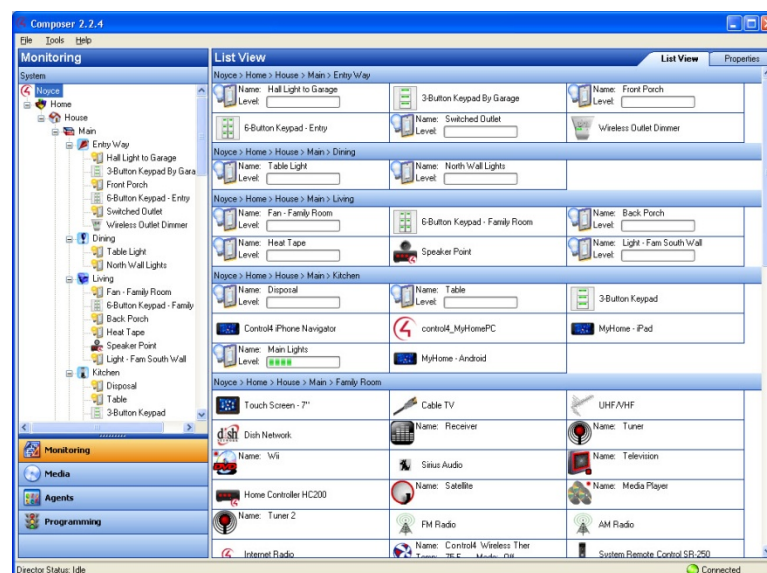 Composer 2.2.4
File Tools Help
Monitoring
System
Noyce
Home
House
Main
Entry Way
Hall Light to Garage
3-Button Keypad By Gara
Front Porch
6-Button Keypad - Entry
Switched Outlet
Wireless Outlet Dimmer
Dining
Table Light
North Wall Lights
Living
Fan - Family Room
6-Button Keypad - Family
Back Porch
Heat Tape
Speaker Point
Light - Fam South Wall
Kitchen
Disposal
Table
3-Button Keypad
Monitoring
Media
Agents
Programming
List View
List View Properties
Noyce > Home > House > Main > Entry Way
Name: Hall Light to Garage
Level:
3-Button Keypad By Garage
Name: Front Porch
Level:
6-Button Keypad - Entry
Name: Switched Outlet
Level:
Wireless Outlet Dimmer
Noyce > Home > House > Main > Dining
Name: Table Light
Level:
Name: North Wall Lights
Level:
Noyce > Home > House > Main > Living
Name: Fan - Family Room
Level:
6-Button Keypad - Family Room
Name: Back Porch
Level:
Name: Heat Tape
Level:
Speaker Point
Name: Light - Fam South Wall
Level:
Noyce > Home > House > Main > Kitchen
Name: Disposal
Level:
Name: Table
Level:
3-Button Keypad
Control4 iPhone Navigator
control4_MyHomePC
MyHome - iPad
Name: Main Lights
Level:
MyHome - Android
Noyce > Home > House > Main > Family Room
Touch Screen - 7"
Cable TV
UHF/VHF
dish
Dish Network
Name: Receiver
Name: Tuner
Name: Wii
Sirius Audio
Name: Television
Home Controller HC200
Name: Satellite
Name: Media Player
Name: Tuner 2
FM Radio
AM Radio
Internet Radio
Name: Control4 Wireless Ther
Temp: 75 F Mode: Off
System Remote Control SR-250
Director Status: Idle
Connected